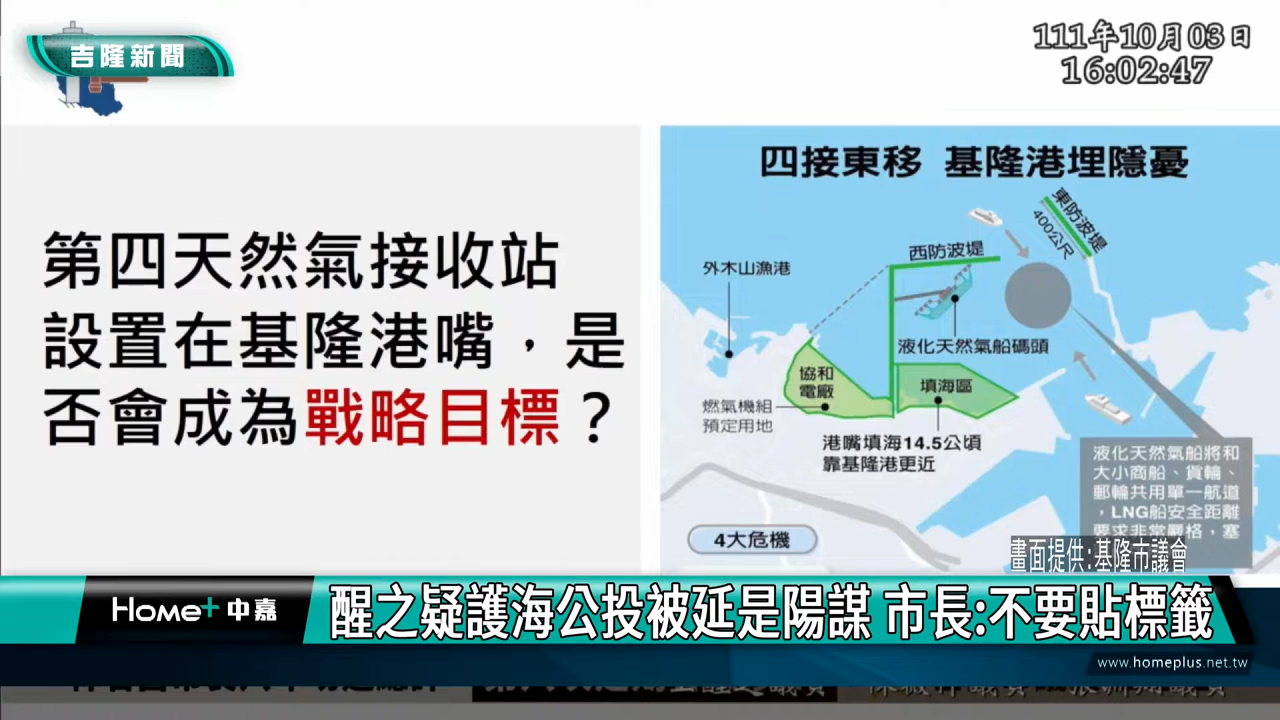 吉隆新聞
111年10月03日
16:02:47
第四天然氣接收站
設置在基隆港嘴，是
否會成為戰略目標？
四接東移 基隆港埋隱憂
東防波堤
400公尺
西防波堤
外木山漁港
液化天然氣船碼頭
協和
電廠
填海區
燃氣機組
預定用地
港嘴填海14.5公頃
靠基隆港更近
液化天然氣船將和
大小商船、貨輪、
郵輪共用單一航道
，LNG船安全距離
要求非常嚴格，塞
4大危機
畫面提供:基隆市議會
Home+中嘉
醒之疑護海公投被延是陽謀 市長:不要貼標籤
www.homeplus.net.tw